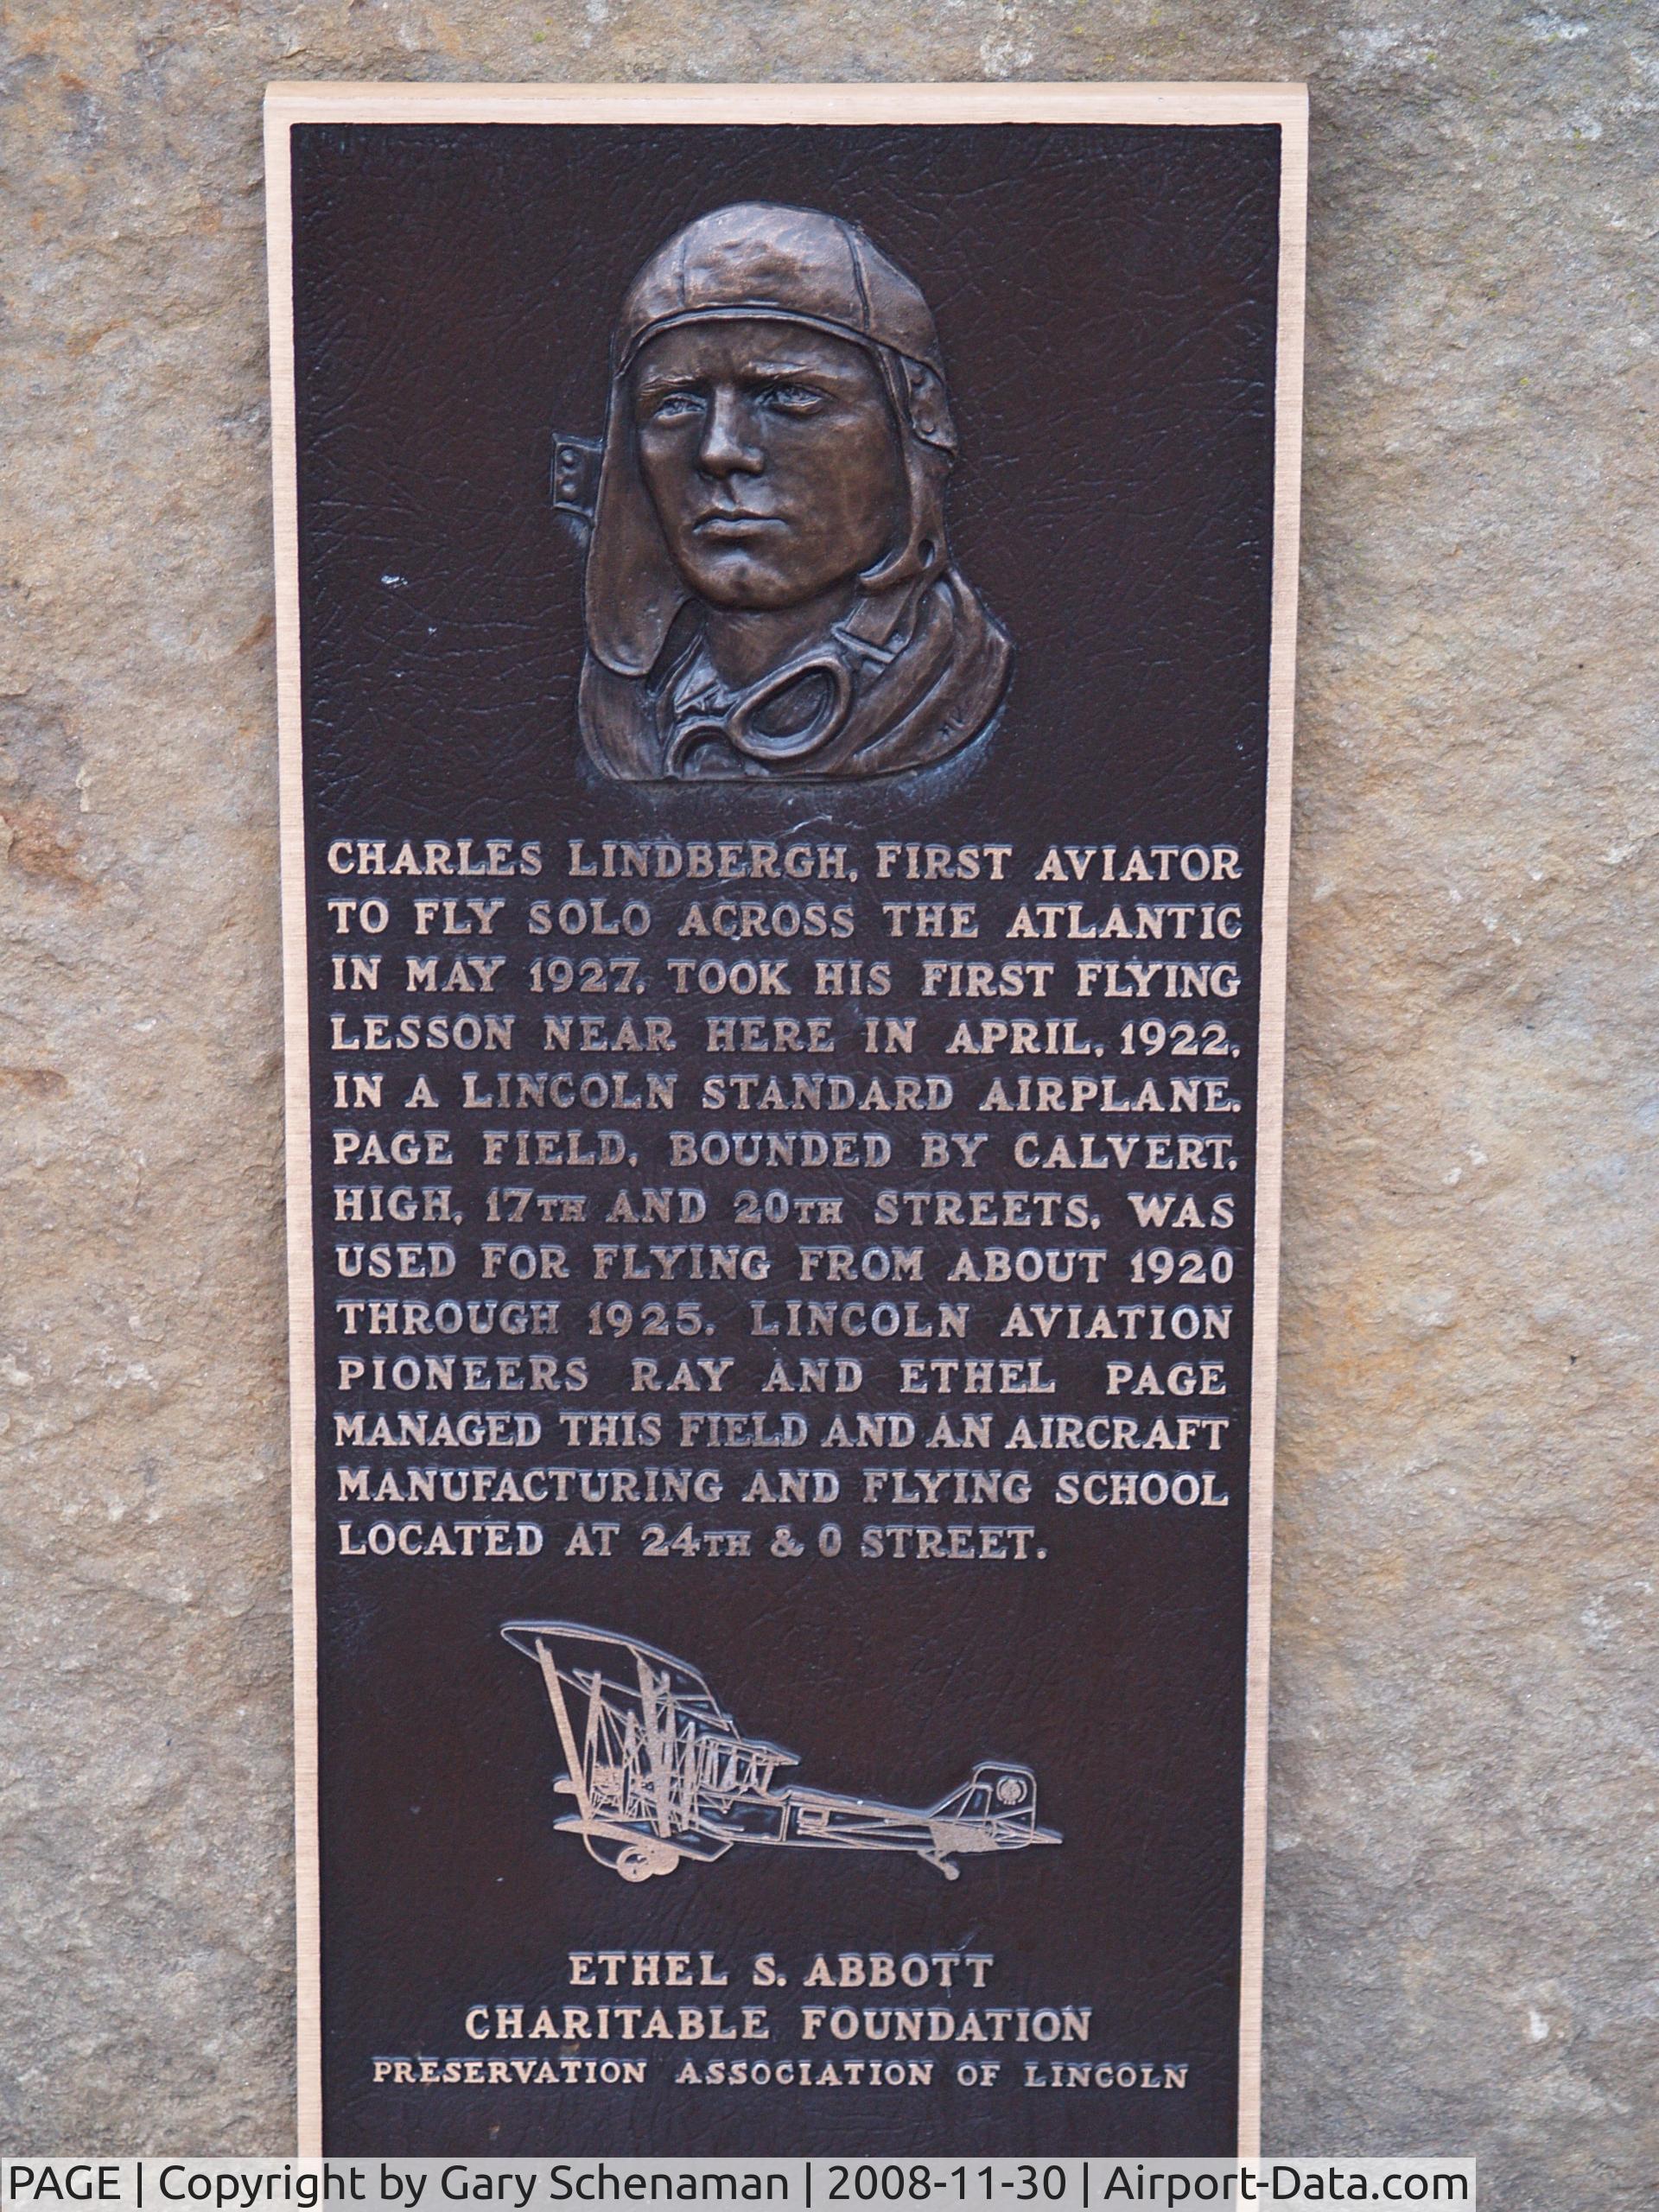 CHARLES LINDBERGH, FIRST AVIATOR
TO FLY SOLO ACROSS THE ATLANTIC
IN MAY 1927, TOOK HIS FIRST FLYING
LESSON NEAR HERE IN APRIL, 1922,
IN A LINCOLN STANDARD AIRPLANE.
PAGE FIELD, BOUNDED BY CALVERT,
HIGH, 17TH AND 20TH STREETS, WAS
USED FOR FLYING FROM ABOUT 1920
THROUGH 1925. LINCOLN AVIATION
PIONEERS RAY AND ETHEL PAGE
MANAGED THIS FIELD AND AN AIRCRAFT
MANUFACTURING AND FLYING SCHOOL
LOCATED AT 24TH & O STREET.
ETHEL S. ABBOTT
CHARITABLE FOUNDATION
PRESERVATION ASSOCIATION OF LINCOLN
PAGE | Copyright by Gary Schenaman | 2008-11-30 | Airport-Data.com